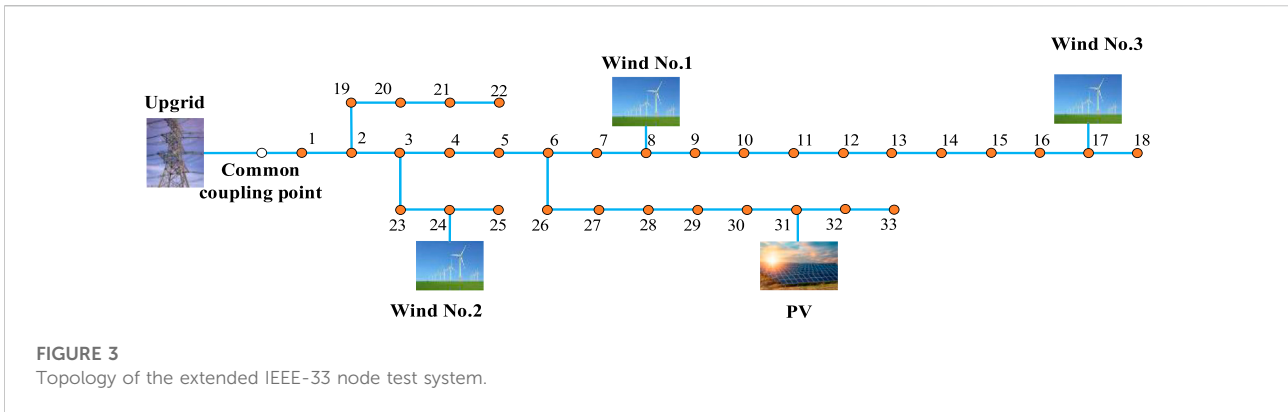 Wind No.3
Wind No.1
Upgrid
19 20 21 22
1 2 3 4 5 6 7 8 9 10 11 12 13 14 15 16 17 18
Common
coupling point
23 24 25 26 27 28 29 30 31 32 33
Wind No.2
PV
FIGURE 3
Topology of the extended IEEE-33 node test system.